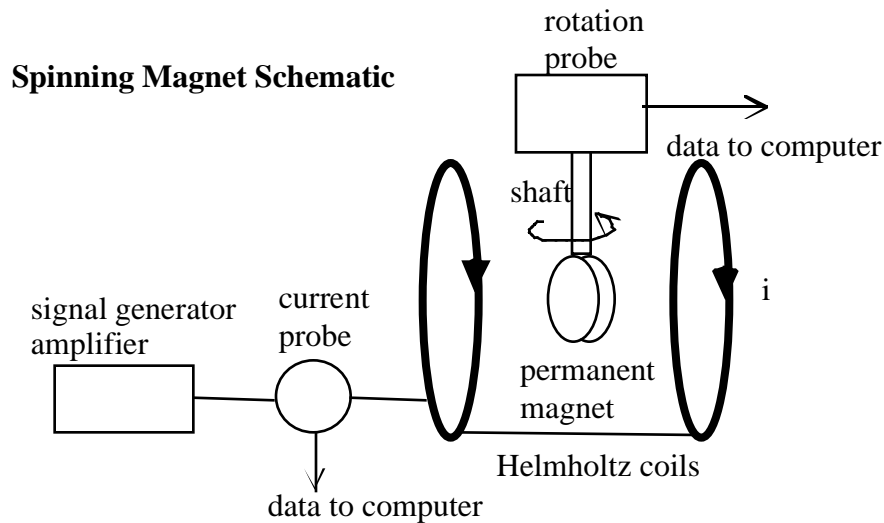 rotation
probe
Spinning Magnet Schematic
data to computer
shaft
i
signal generator
amplifier
current
probe
permanent
magnet
Helmholtz coils
data to computer